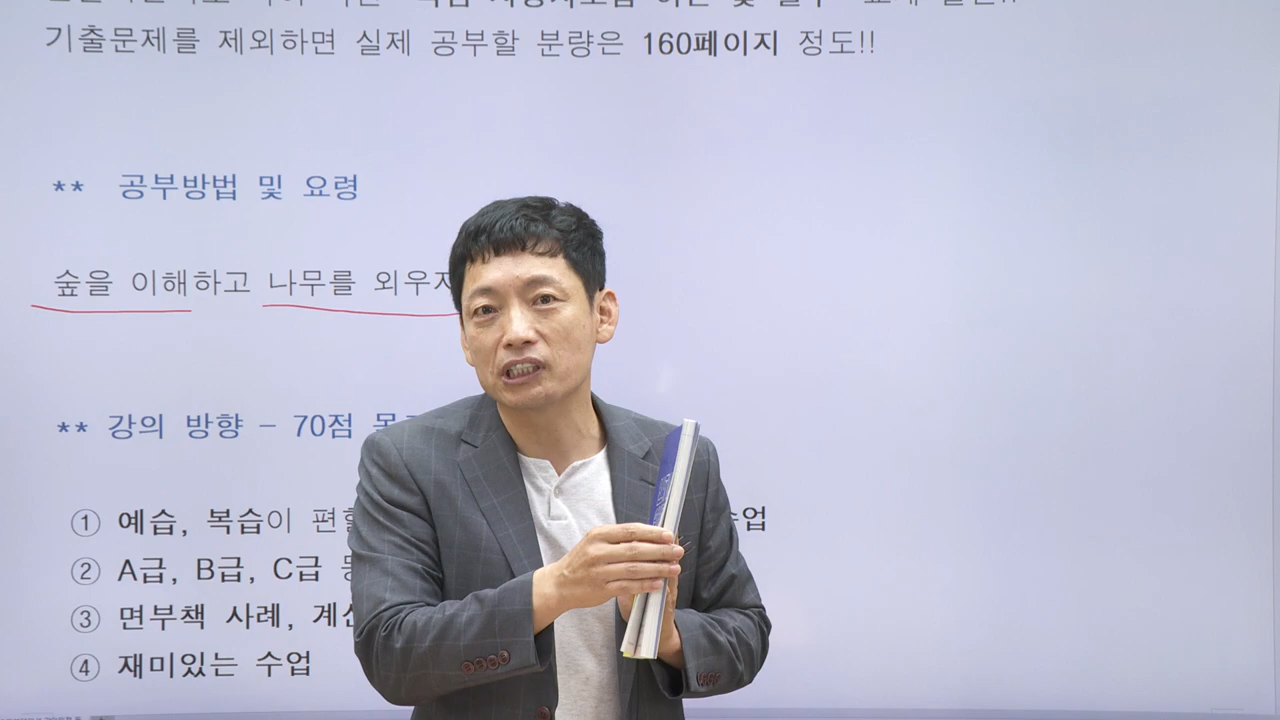 기출문제를 제외하면 실제 공부할 분량은 160페이지 정도!!
** 공부방법 및 요령
숲을 이해하고 나무를 외우
** 강의 방향 - 70점
① 예습, 복습이 편 업
② A급, B급, C급
③ 면부책 사례,
④ 재미있는 수업